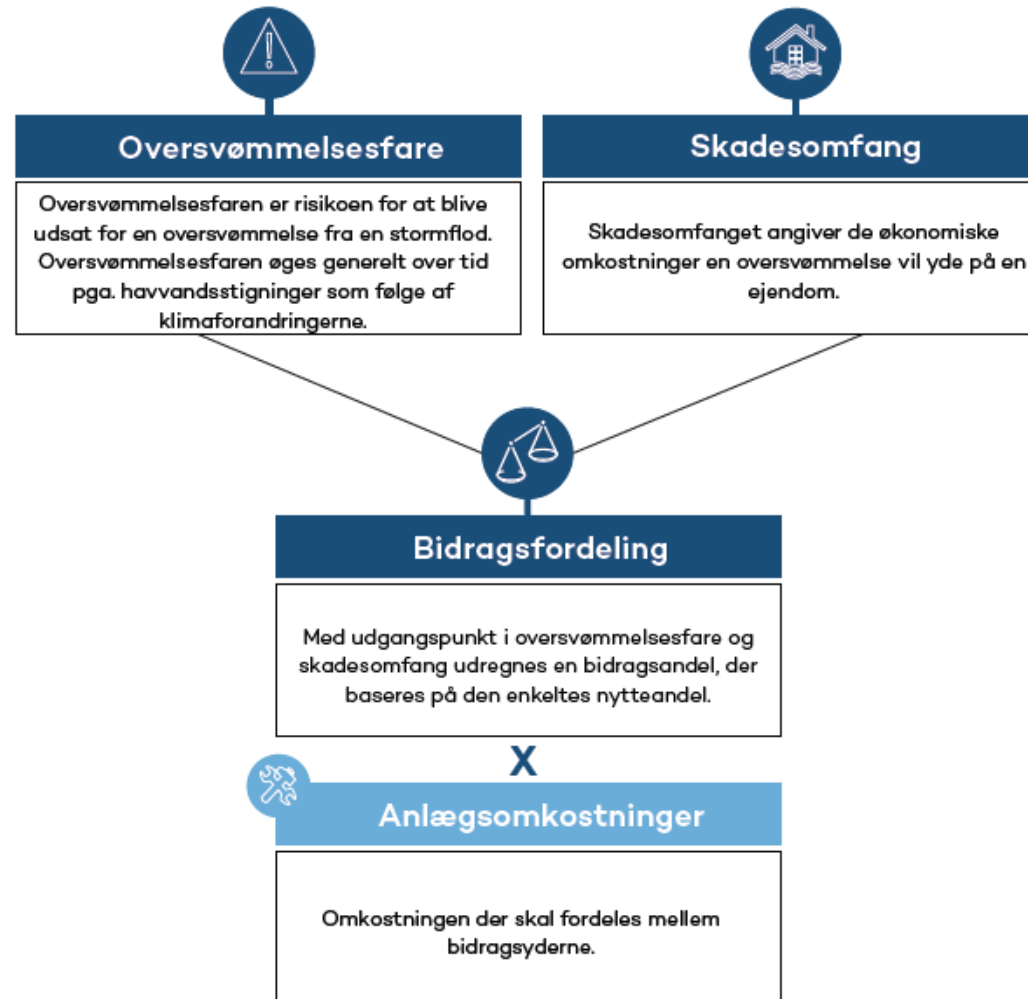 Oversvømmelsesfare
Oversvømmelsesfaren er risikoen for at blive
udsat for en oversvømmelse fra en stormflod.
Oversvømmelsesfaren øges generelt over tid
pga. havvandsstigninger som følge af
klimaforandringerne.
Skadesomfang
Skadesomfanget angiver de økonomiske
omkostninger en oversvømmelse vil yde på en
ejendom.
Bidragsfordeling
Med udgangspunkt i oversvømmelsesfare og
skadesomfang udregnes en bidragsandel, der
baseres på den enkeltes nytteandel.
X
Anlægsomkostninger
Omkostningen der skal fordeles mellem
bidragsyderne.